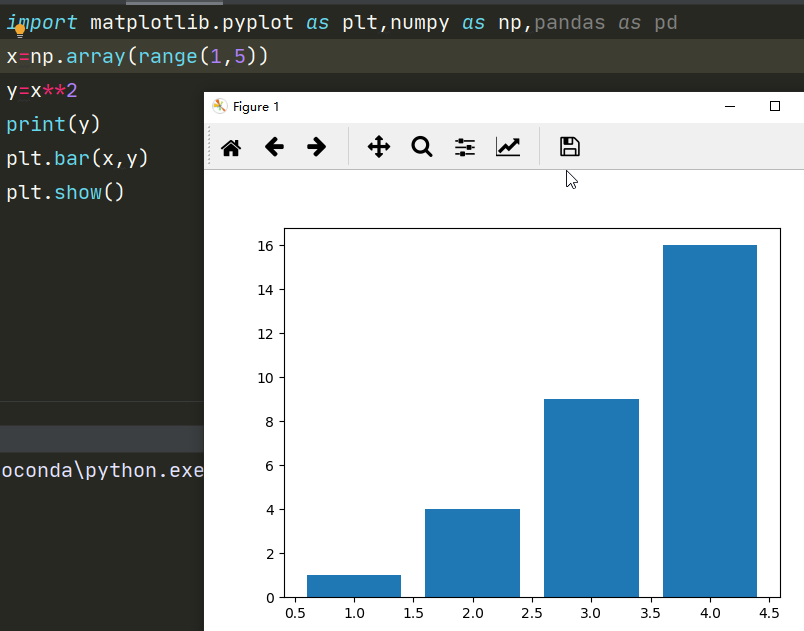 import matplotlib.pyplot as plt,numpy as np,pandas as pd
x=np.array(range(1,5))
y=x**2
print(y)
plt.bar(x,y)
plt.show()
Figure 1
16
14
12
10
8
6
4
2
0
0.5 1.0 1.5 2.0 2.5 3.0 3.5 4.0 4.5
oconda\python.exe